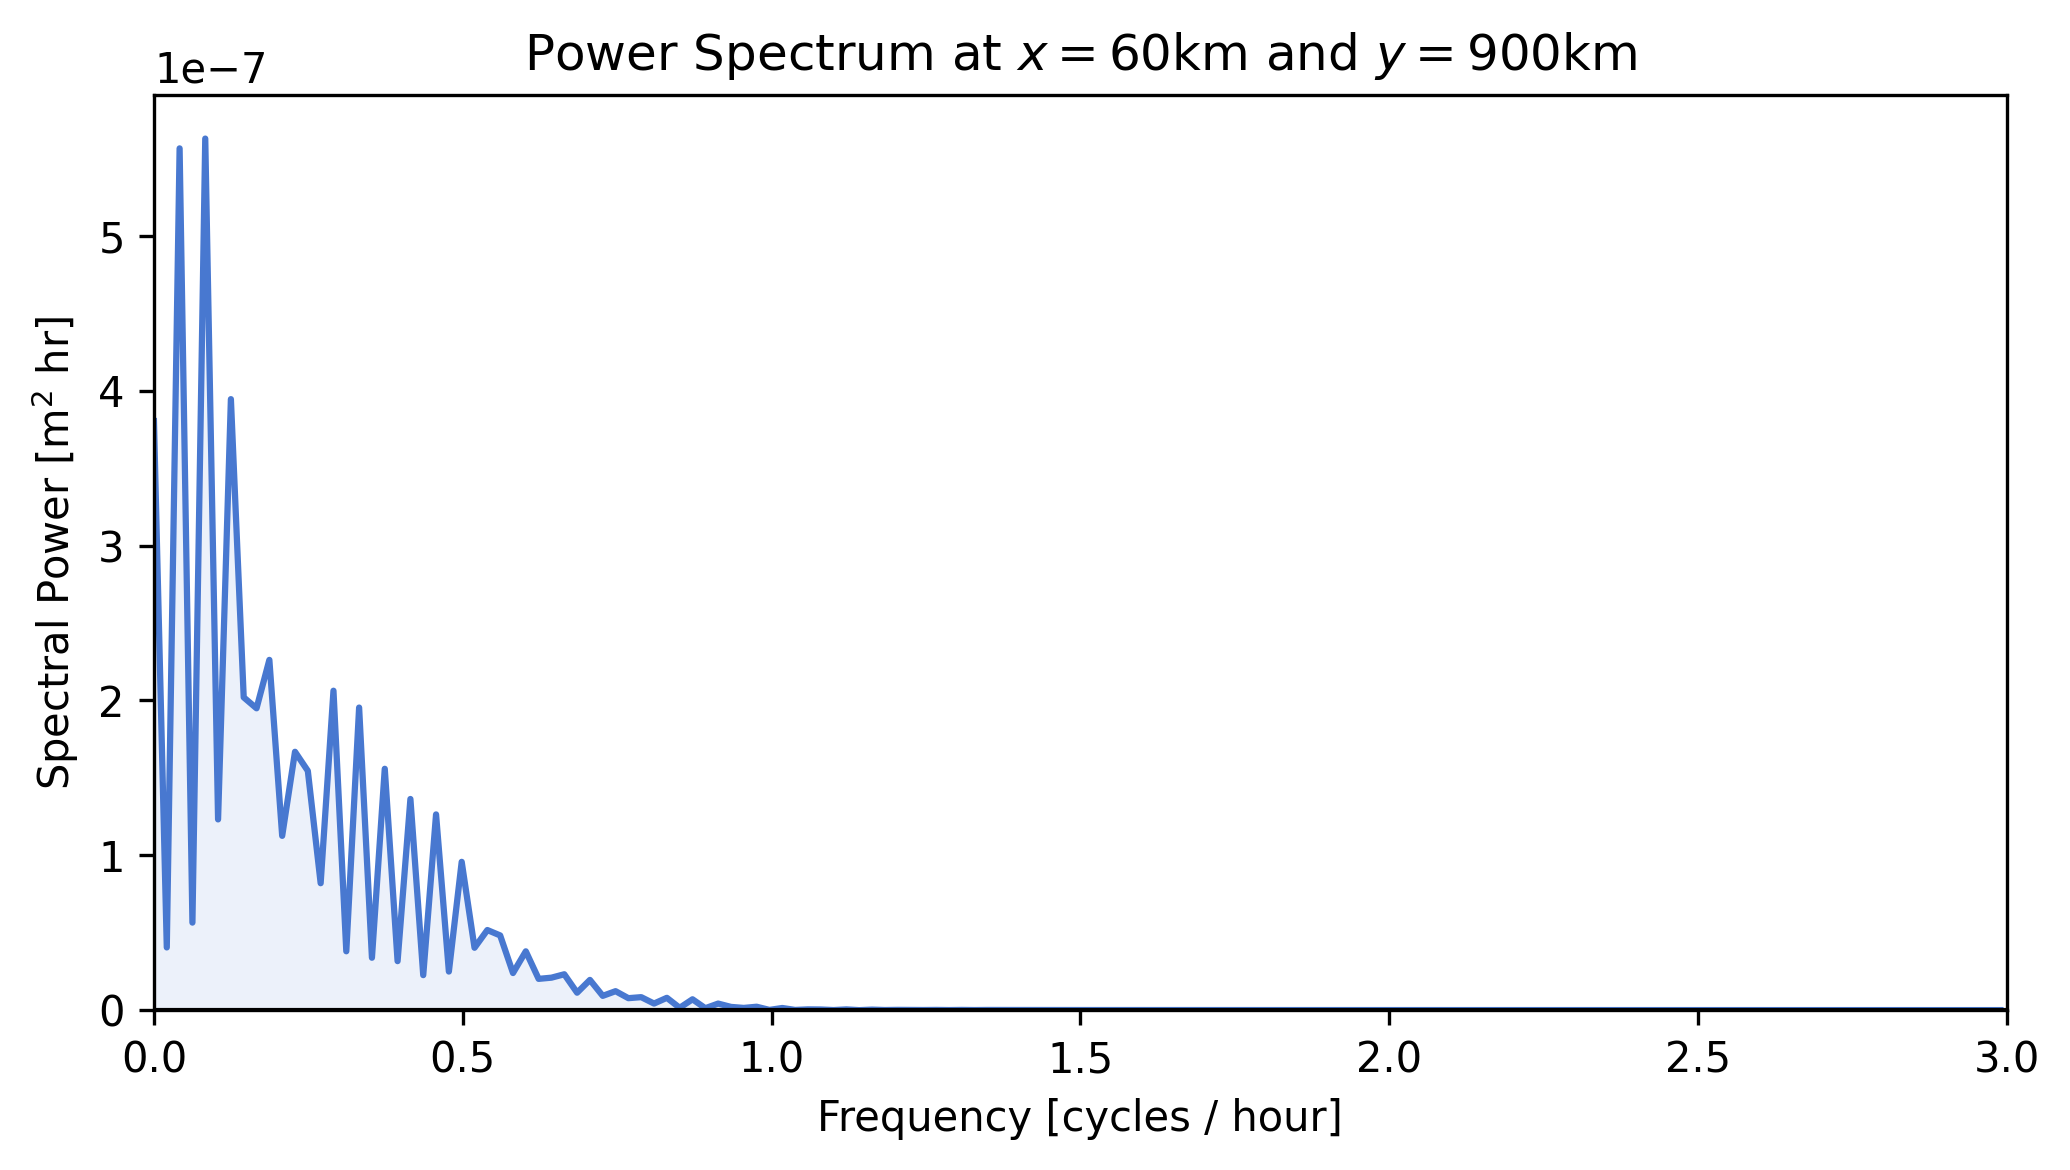 Power Spectrum at x = 60km and y = 900km
1e−7
5
4
3
2
1
0
Spectral Power [m² hr]
0.0 0.5 1.0 1.5 2.0 2.5 3.0
Frequency [cycles / hour]